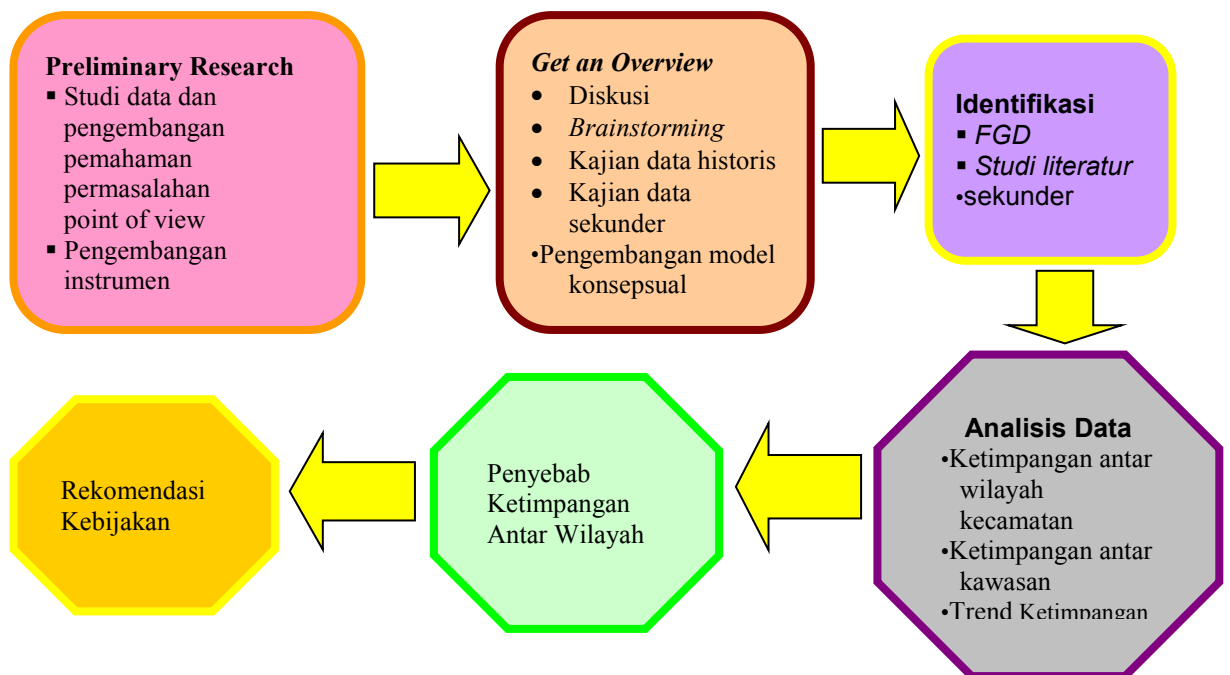 Preliminary Research
▪ Studi data dan
pengembangan
pemahaman
permasalahan
point of view
▪ Pengembangan
instrumen
Get an Overview
• Diskusi
• Brainstorming
• Kajian data historis
• Kajian data
sekunder
•Pengembangan model
konsepsual
Identifikasi
▪ FGD
▪ Studi literatur
•sekunder
Analisis Data
•Ketimpangan antar
wilayah
kecamatan
•Ketimpangan antar
kawasan
•Trend Ketimpangan
Penyebab
Ketimpangan
Antar Wilayah
Rekomendasi
Kebijakan